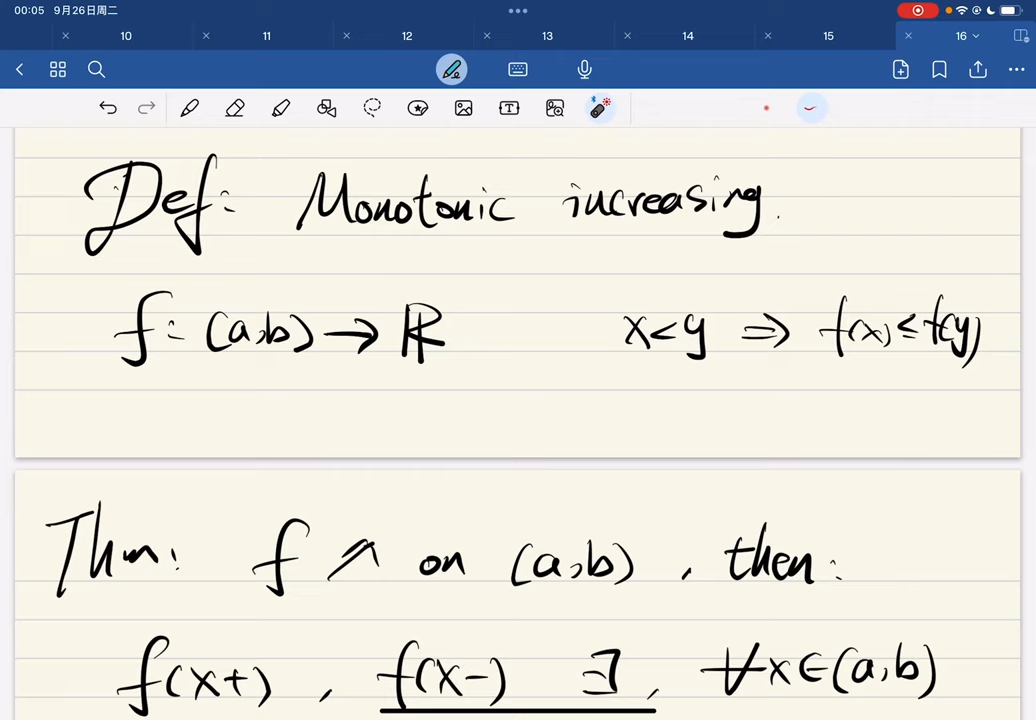 00:05 9月26日周二
10 11 12 13 14 15 16
Def: Monotonic increasing.
f: (a,b) → ℝ x<y ⇒ f(x)≤f(y)
Thm: f ↗ on (a,b), then:
f(x+), f(x-) ∃, ∀x∈(a,b)